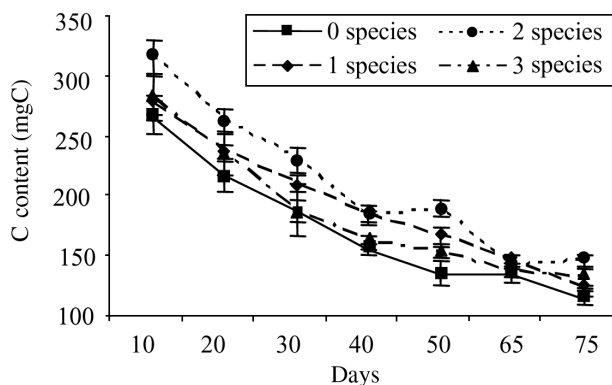 0 species
2 species
1 species
3 species
C content (mgC)
350
300
250
200
150
100
10 20 30 40 50 65 75
Days